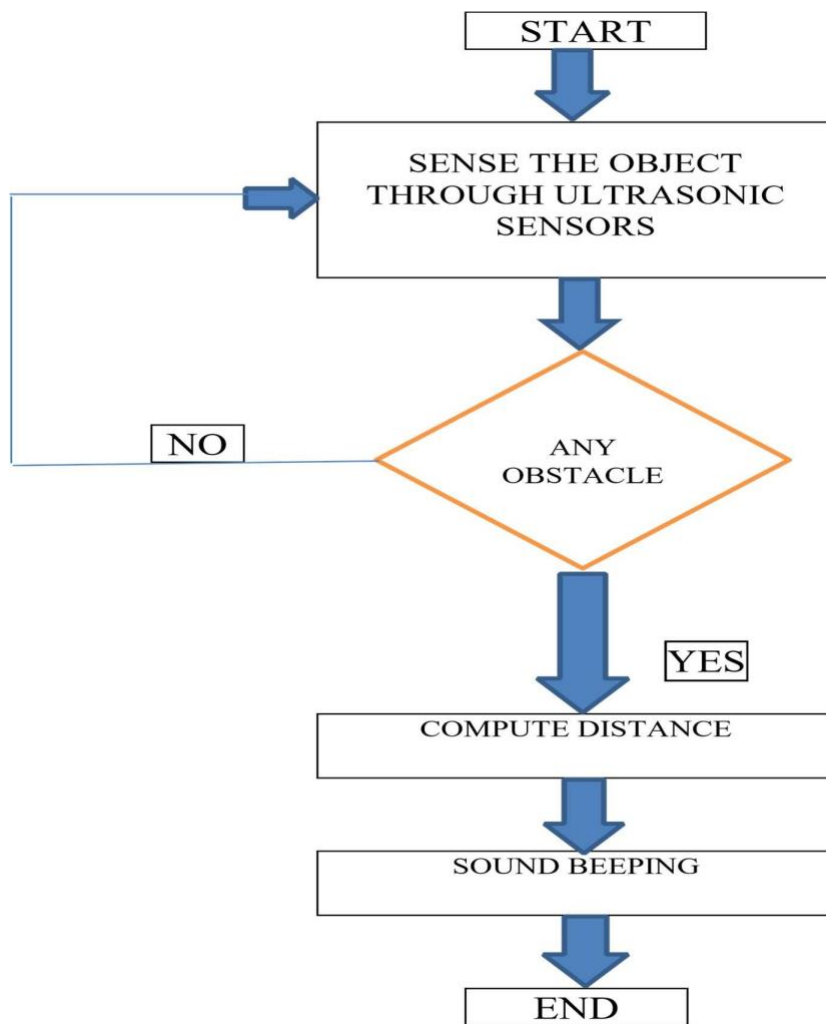 START
SENSE THE OBJECT
THROUGH ULTRASONIC
SENSORS
NO
ANY
OBSTACLE
YES
COMPUTE DISTANCE
SOUND BEEPING
END